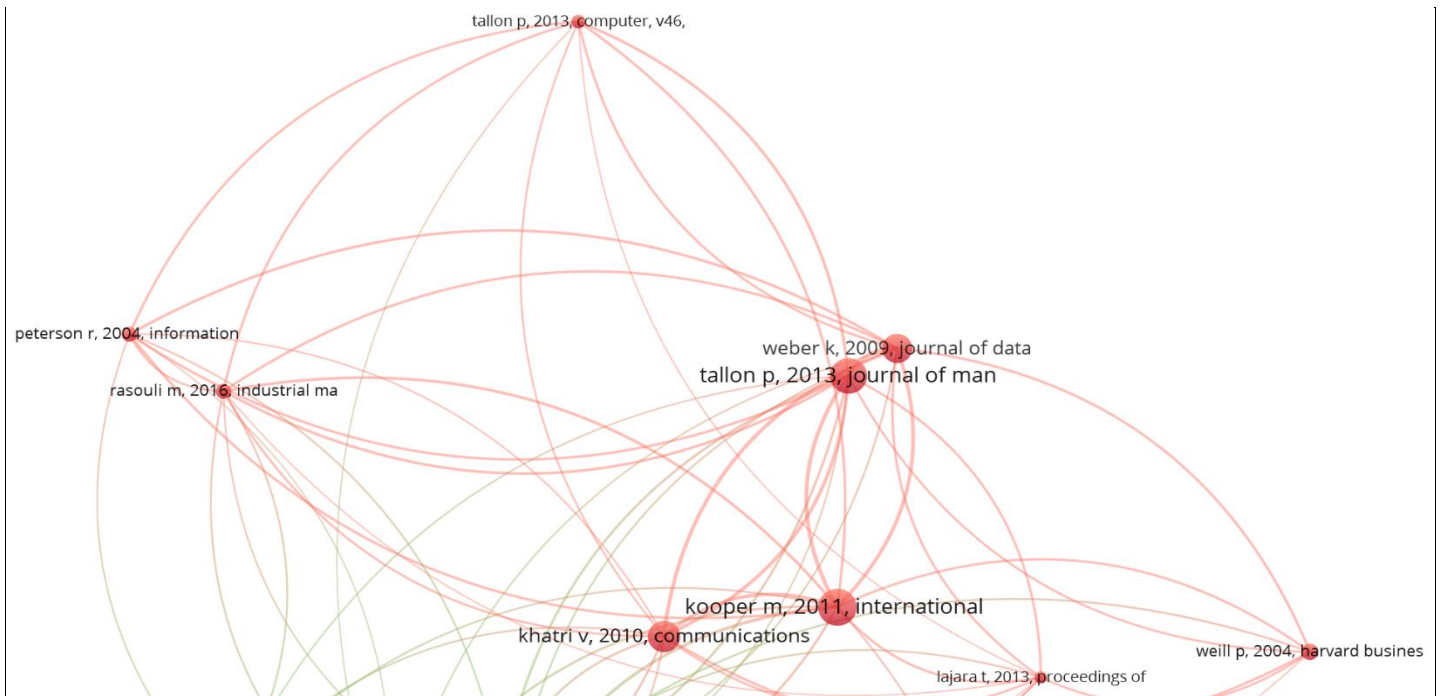 tallon p, 2013, computer, v46,
peterson r, 2004, information
weber k, 2009, journal of data
tallon p, 2013, journal of man
rasouli m, 2016, industrial ma
kooper m, 2011, international
khatri v, 2010, communications
weill p, 2004, harvard busines
lajara t, 2013, proceedings of